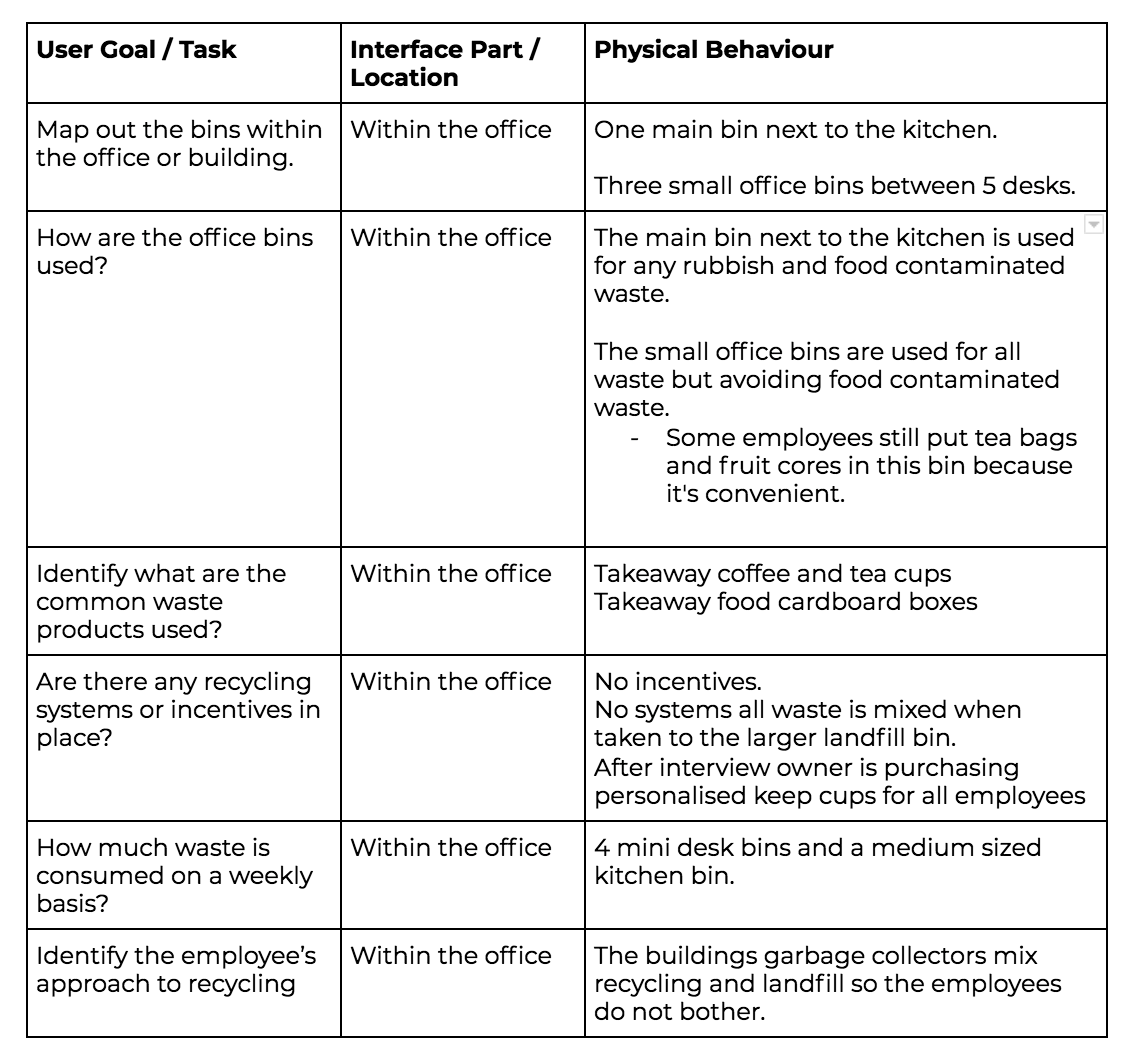 User Goal / Task
Interface Part /
Location
Physical Behaviour
Map out the bins within
the office or building.
Within the office
One main bin next to the kitchen.
Three small office bins between 5 desks.
How are the office bins
used?
Within the office
The main bin next to the kitchen is used
for any rubbish and food contaminated
waste.
The small office bins are used for all
waste but avoiding food contaminated
waste.
- Some employees still put tea bags
and fruit cores in this bin because
it's convenient.
Identify what are the
common waste
products used?
Within the office
Takeaway coffee and tea cups
Takeaway food cardboard boxes
Are there any recycling
systems or incentives in
place?
Within the office
No incentives.
No systems all waste is mixed when
taken to the larger landfill bin.
After interview owner is purchasing
personalised keep cups for all employees
How much waste is
consumed on a weekly
basis?
Within the office
4 mini desk bins and a medium sized
kitchen bin.
Identify the employee’s
approach to recycling
Within the office
The buildings garbage collectors mix
recycling and landfill so the employees
do not bother.